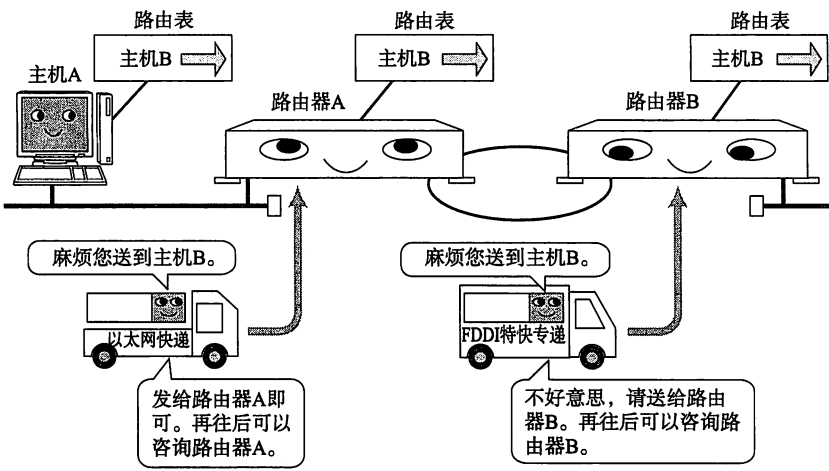 路由表
主机B
路由表
主机B
路由表
主机B
主机A
路由器A
路由器B
麻烦您送到主机B。
以太网快递
发给路由器A即
可。再往后可以
咨询路由器A。
麻烦您送到主机B。
FDDI特快专递
不好意思，请送给路由
器B。再往后可以咨询路
由器B。